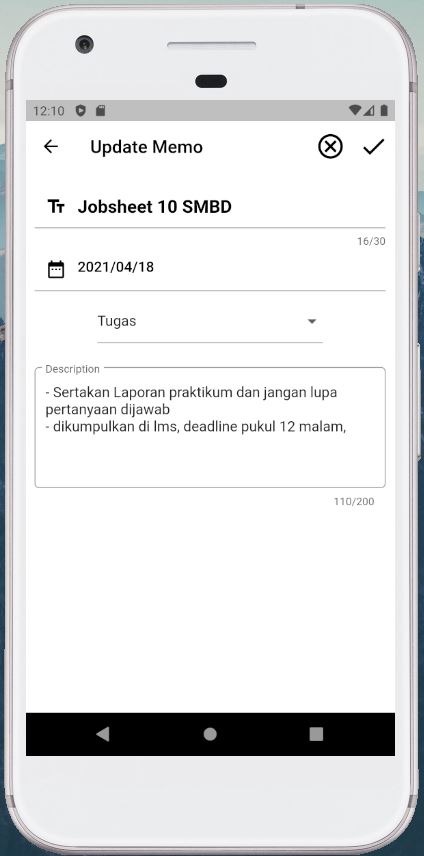 12:10
Update Memo
Jobsheet 10 SMBD
16/30
2021/04/18
Tugas
Description
- Sertakan Laporan praktikum dan jangan lupa
pertanyaan dijawab
- dikumpulkan di lms, deadline pukul 12 malam,
110/200